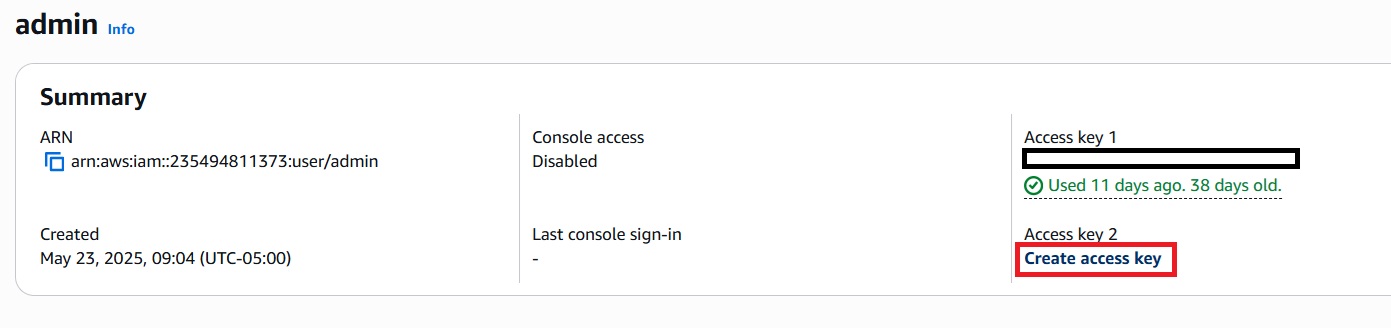 admin Info
Summary
ARN
arn:aws:iam::235494811373:user/admin
Created
May 23, 2025, 09:04 (UTC-05:00)
Console access
Disabled
Last console sign-in
-
Access key 1
Used 11 days ago. 38 days old.
Access key 2
Create access key